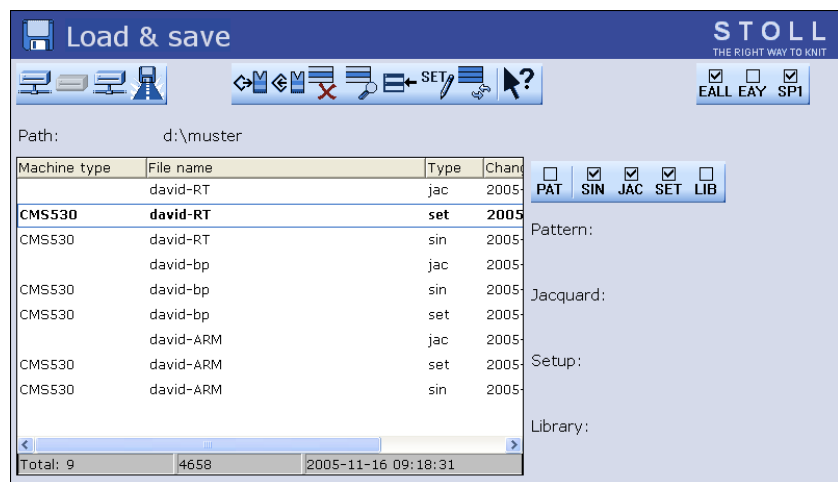 Load & save
STOLL
THE RIGHT WAY TO KNIT
SET
?
EALL EAY SP1
Path: d:\muster
Machine type File name Type Chang
david-RT jac 2005-
CMS530 david-RT set 2005
CMS530 david-RT sin 2005-
david-bp jac 2005-
CMS530 david-bp sin 2005-
CMS530 david-bp set 2005-
david-ARM jac 2005-
CMS530 david-ARM set 2005-
CMS530 david-ARM sin 2005-
Total: 9 4658 2005-11-16 09:18:31
PAT SIN JAC SET LIB
Pattern:
Jacquard:
Setup:
Library: